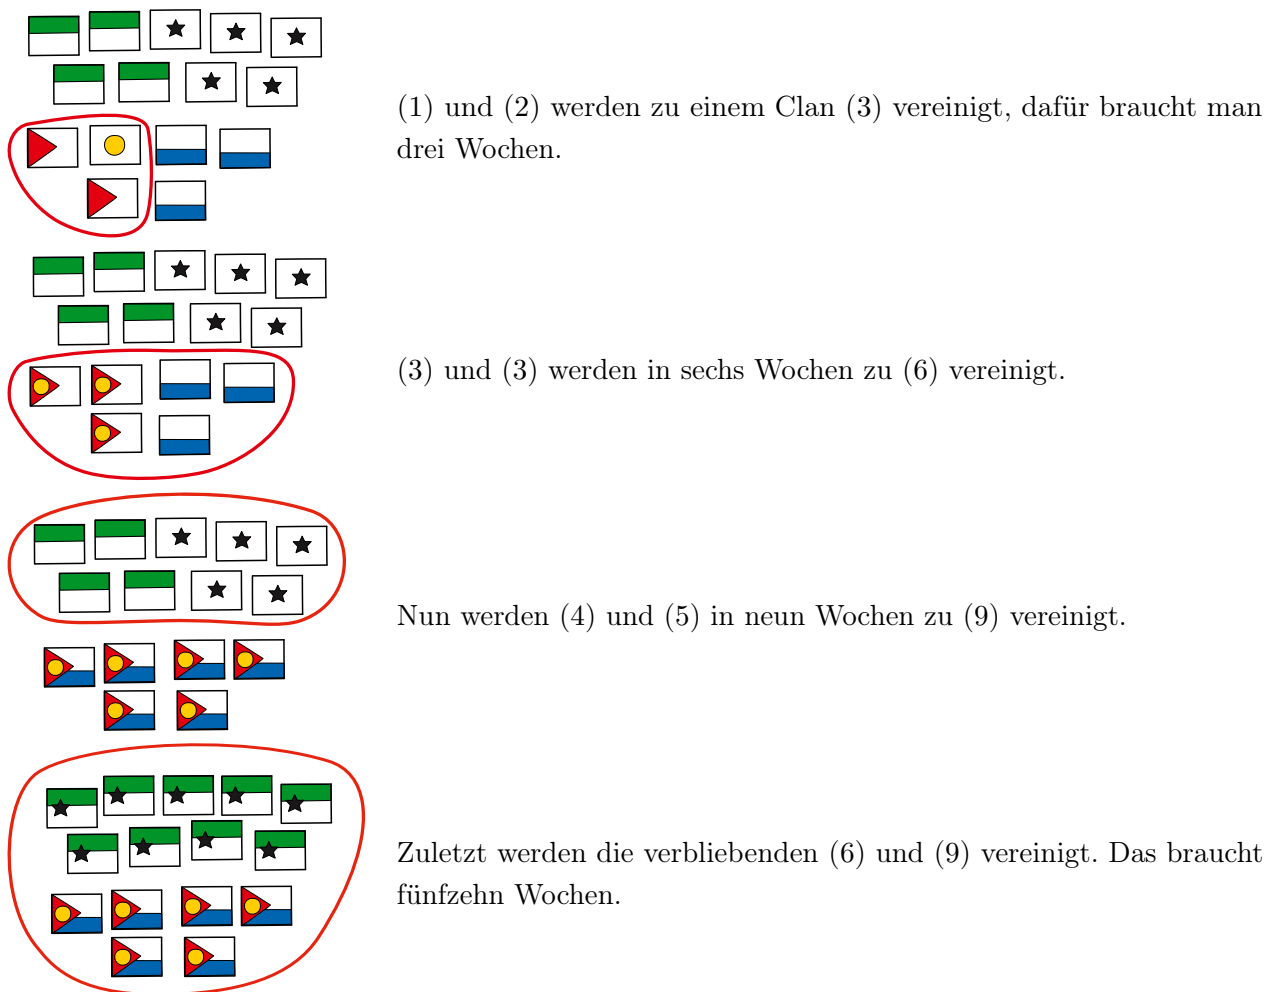 (1) und (2) werden zu einem Clan (3) vereinigt, dafür braucht man
drei Wochen.
(3) und (3) werden in sechs Wochen zu (6) vereinigt.
Nun werden (4) und (5) in neun Wochen zu (9) vereinigt.
Zuletzt werden die verbliebenden (6) und (9) vereinigt. Das braucht
fünfzehn Wochen.